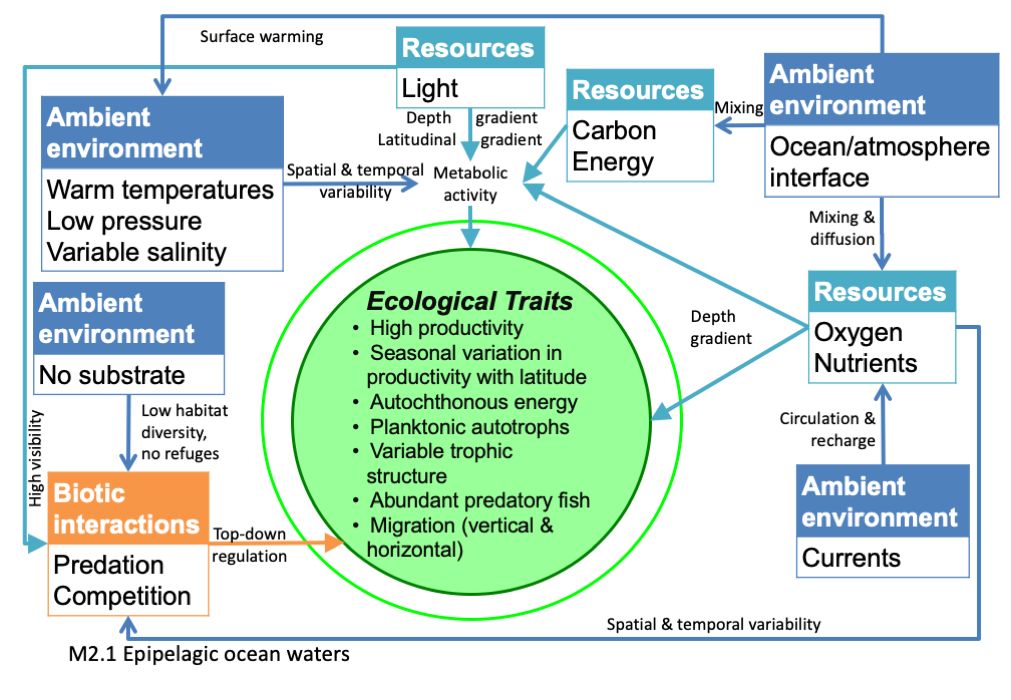 Surface warming
Resources
Light
Resources
Carbon
Energy
Mixing
Ambient
environment
Ocean/atmosphere
interface
Ambient
environment
Warm temperatures
Low pressure
Variable salinity
Depth gradient
Latitudinal gradient
Spatial & temporal
variability
Metabolic
activity
Mixing &
diffusion
Ambient
environment
No substrate
Ecological Traits
• High productivity
• Seasonal variation in
productivity with latitude
• Autochthonous energy
• Planktonic autotrophs
• Variable trophic
structure
• Abundant predatory fish
• Migration (vertical &
horizontal)
Depth
gradient
Resources
Oxygen
Nutrients
Low habitat
diversity,
no refuges
High visibility
Circulation &
recharge
Biotic
interactions
Predation
Competition
Top-down
regulation
Ambient
environment
Currents
Spatial & temporal variability
M2.1 Epipelagic ocean waters